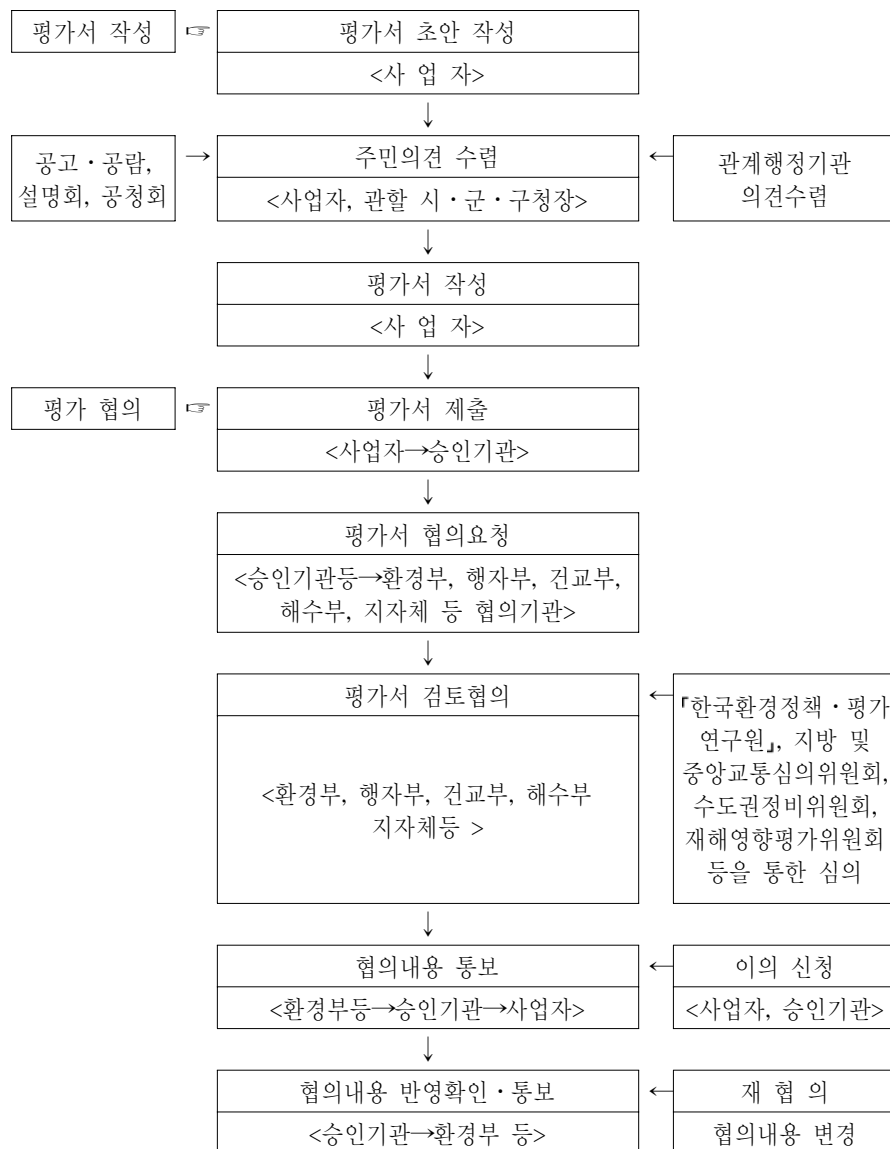 평가서 작성 ☞ 평가서 초안 작성
<사 업 자>
↓
공고·공람,
설명회, 공청회
→
주민의견 수렴
<사업자, 관할 시·군·구청장>
←
관계행정기관
의견수렴
↓
평가서 작성
<사 업 자>
↓
평가 협의 ☞ 평가서 제출
<사업자→승인기관>
↓
평가서 협의요청
<승인기관등→환경부, 행자부, 건교부,
해수부, 지자체 등 협의기관>
↓
평가서 검토협의
<환경부, 행자부, 건교부, 해수부
지자체등 >
←
『한국환경정책·평가
연구원』, 지방 및
중앙교통심의위원회,
수도권정비위원회,
재해영향평가위원회
등을 통한 심의
↓
협의내용 통보
<환경부등→승인기관→사업자>
←
이의 신청
<사업자, 승인기관>
↓
협의내용 반영확인·통보
<승인기관→환경부 등>
←
재 협 의
협의내용 변경